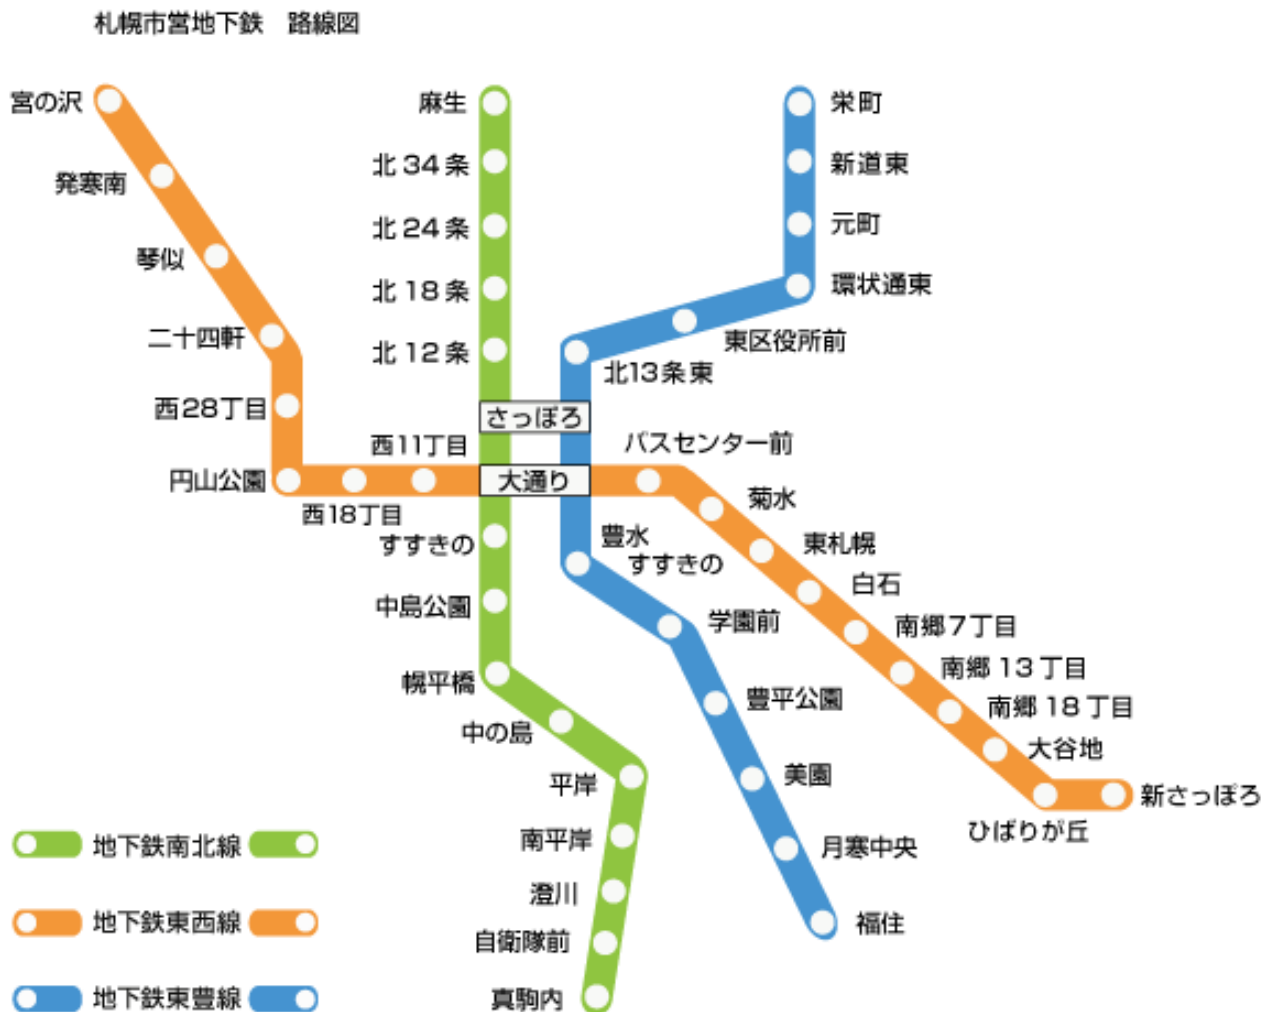 札幌市営地下鉄　路線図
宮の沢
発寒南
琴似
二十四軒
西28丁目
円山公園
西18丁目
西11丁目
大通り
バスセンター前
菊水
東札幌
白石
南郷7丁目
南郷13丁目
南郷18丁目
大谷地
ひばりが丘
新さっぽろ
麻生
北34条
北24条
北18条
北12条
さっぽろ
すすきの
中島公園
幌平橋
中の島
平岸
南平岸
澄川
自衛隊前
真駒内
栄町
新道東
元町
環状通東
東区役所前
北13条東
豊水
すすきの
学園前
豊平公園
美園
月寒中央
福住
地下鉄南北線
地下鉄東西線
地下鉄東豊線